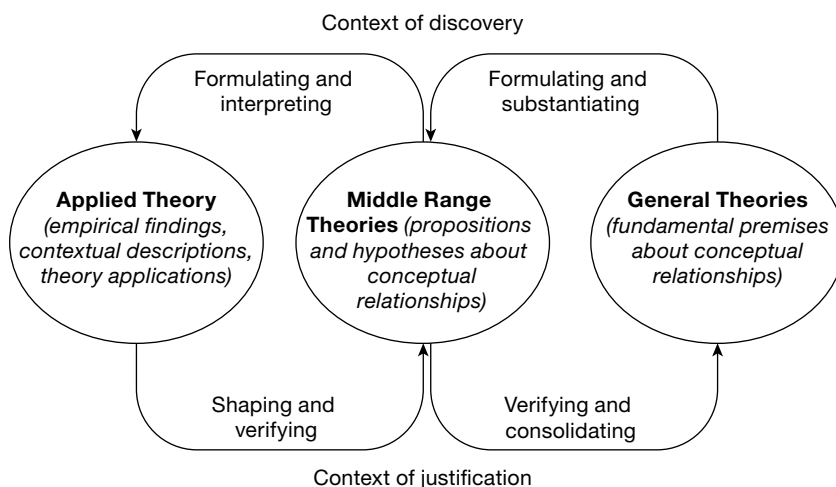 Context of discovery
Formulating and
interpreting
Formulating and
substantiating
Applied Theory
(empirical findings,
contextual descriptions,
theory applications)
Middle Range
Theories (propositions
and hypotheses about
conceptual
relationships)
General Theories
(fundamental premises
about conceptual
relationships)
Shaping and
verifying
Verifying and
consolidating
Context of justification